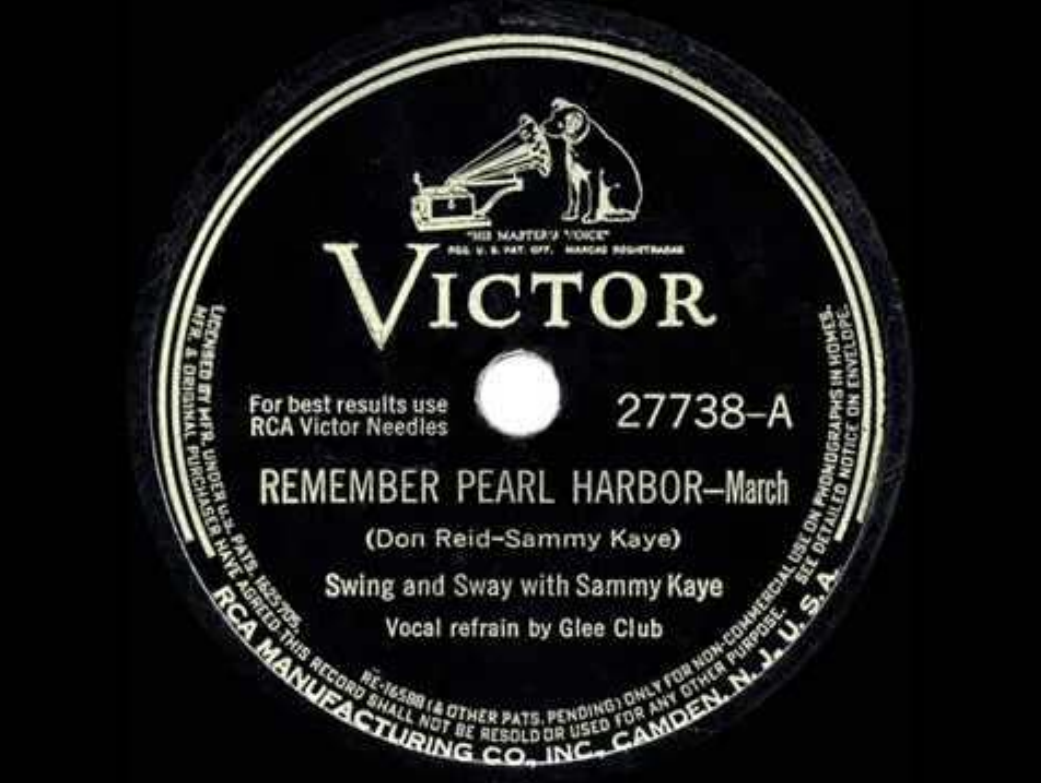 "HIS MASTER'S VOICE"
REG. U. S. PAT. OFF. MARCAS REGISTRADAS
VICTOR
For best results use
RCA Victor Needles
27738-A
REMEMBER PEARL HARBOR—March
(Don Reid-Sammy Kaye)
Swing and Sway with Sammy Kaye
Vocal refrain by Glee Club
LICENSED BY MFR. UNDER U.S. PATS. 1625705,
RE-16588 (& OTHER PATS. PENDING) ONLY FOR NON-COMMERCIAL USE ON PHONOGRAPHS IN HOMES.
MFR. & ORIGINAL PURCHASER HAVE AGREED THIS RECORD SHALL NOT BE RESOLD OR USED FOR ANY OTHER PURPOSE. SEE DETAILED NOTICE ON ENVELOPE.
RCA MANUFACTURING CO., INC., CAMDEN, N. J., U. S. A.